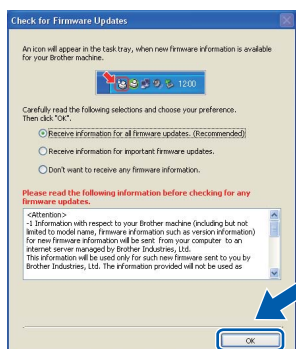 Check for Firmware Updates
An icon will appear in the task tray, when new firmware information is available
for your Brother machine.
12:00
Carefully read the following selections and choose your preference.
Then click "OK".
Receive information for all firmware updates. (Recommended)
Receive information for important firmware updates.
Don't want to receive any firmware information.
Please read the following information before checking for any
firmware updates.
<Attention>
-1 Information with respect to your Brother machine (including but not
limited to model name, firmware information such as version information)
for new firmware information will be sent from your computer to an
internet server managed by Brother Industries, Ltd.
This information will be used only for such new firmware sent to you by
Brother Industries, Ltd. The information provided will not be used as
OK